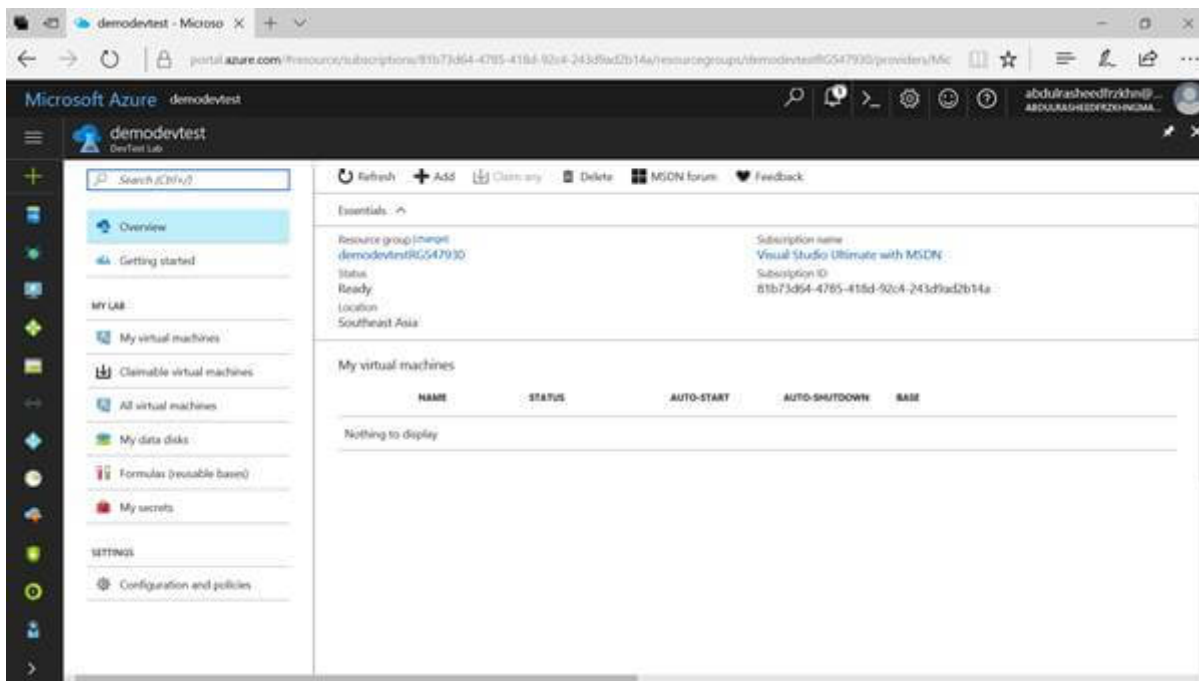 demodevtest - Microso
portal.azure.com
Microsoft Azure demodevtest
abdulrasheedfrzkhn@...
demodevtest
DevTest Lab
Search (Ctrl+/)
Refresh Add Claim any Delete MSDN forum Feedback
Essentials
Overview
Getting started
MY LAB
My virtual machines
Claimable virtual machines
All virtual machines
My data disks
Formulas (reusable bases)
My secrets
SETTINGS
Configuration and policies
Resource group (change)
demodevtestRG547930
Status
Ready
Location
Southeast Asia
Subscription name
Visual Studio Ultimate with MSDN
Subscription ID
81b73d64-4785-418d-92c4-243d9ad2b14a
My virtual machines
NAME STATUS AUTO-START AUTO-SHUTDOWN BASE
Nothing to display